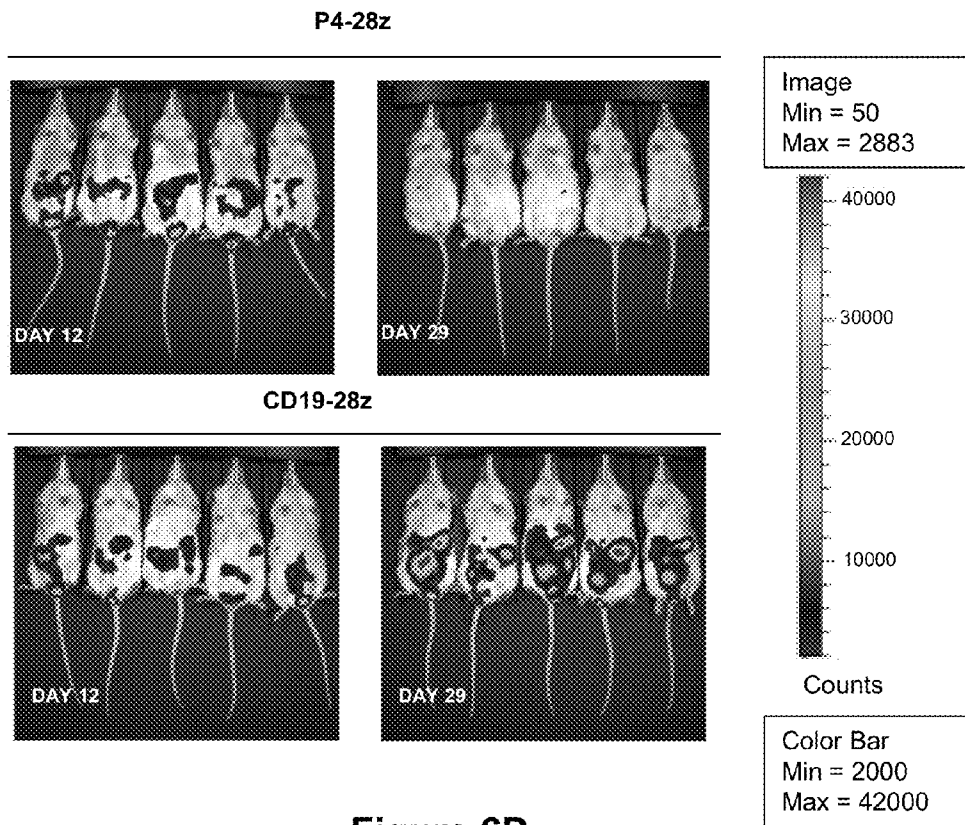 P4-28z
DAY 12
DAY 29
CD19-28z
DAY 12
DAY 29
Image
Min = 50
Max = 2883
40000
30000
20000
10000
Counts
Color Bar
Min = 2000
Max = 42000